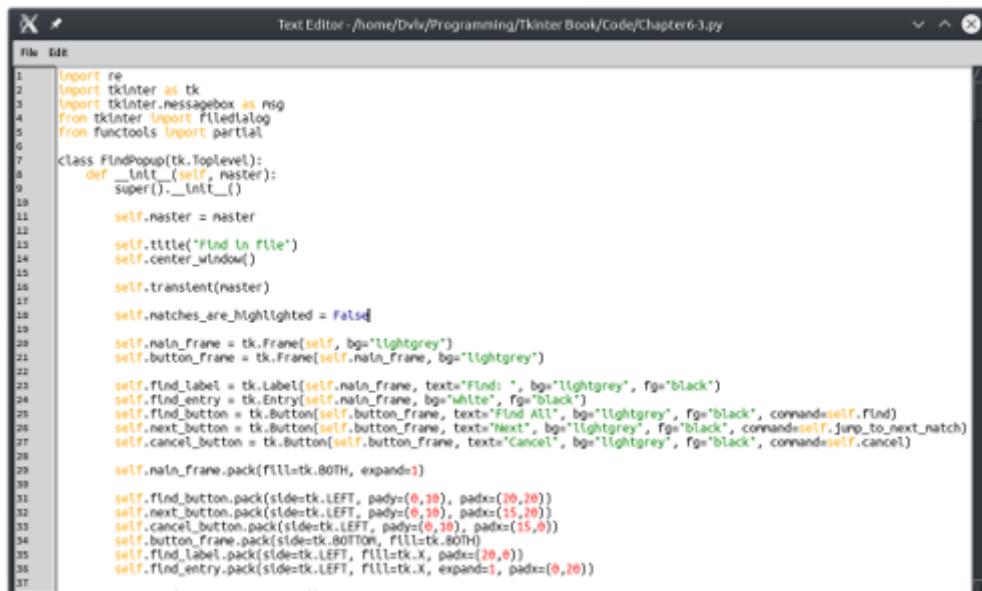 Text Editor - /home/Dvlv/Programming/Tkinter Book/Code/Chapter6-3.py
File Edit
1 import re
2 import tkinter as tk
3 import tkinter.messagebox as msg
4 from tkinter import filedialog
5 from functools import partial
6
7 class FindPopup(tk.Toplevel):
8     def __init__(self, master):
9         super().__init__()
10
11         self.master = master
12
13         self.title("Find in file")
14         self.center_window()
15
16         self.transient(master)
17
18         self.matches_are_highlighted = False
19
20         self.main_frame = tk.Frame(self, bg="lightgrey")
21         self.button_frame = tk.Frame(self.main_frame, bg="lightgrey")
22
23         self.find_label = tk.Label(self.main_frame, text="Find: ", bg="lightgrey", fg="black")
24         self.find_entry = tk.Entry(self.main_frame, bg="white", fg="black")
25         self.find_button = tk.Button(self.button_frame, text="Find All", bg="lightgrey", fg="black", command=self.find)
26         self.next_button = tk.Button(self.button_frame, text="Next", bg="lightgrey", fg="black", command=self.jump_to_next_match)
27         self.cancel_button = tk.Button(self.button_frame, text="Cancel", bg="lightgrey", fg="black", command=self.cancel)
28
29         self.main_frame.pack(fill=tk.BOTH, expand=1)
30
31         self.find_button.pack(side=tk.LEFT, pady=(0,10), padx=(20,20))
32         self.next_button.pack(side=tk.LEFT, pady=(0,10), padx=(15,20))
33         self.cancel_button.pack(side=tk.LEFT, pady=(0,10), padx=(15,0))
34         self.button_frame.pack(side=tk.BOTTOM, fill=tk.BOTH)
35         self.find_label.pack(side=tk.LEFT, fill=tk.X, padx=(20,0))
36         self.find_entry.pack(side=tk.LEFT, fill=tk.X, expand=1, padx=(0,20))
37